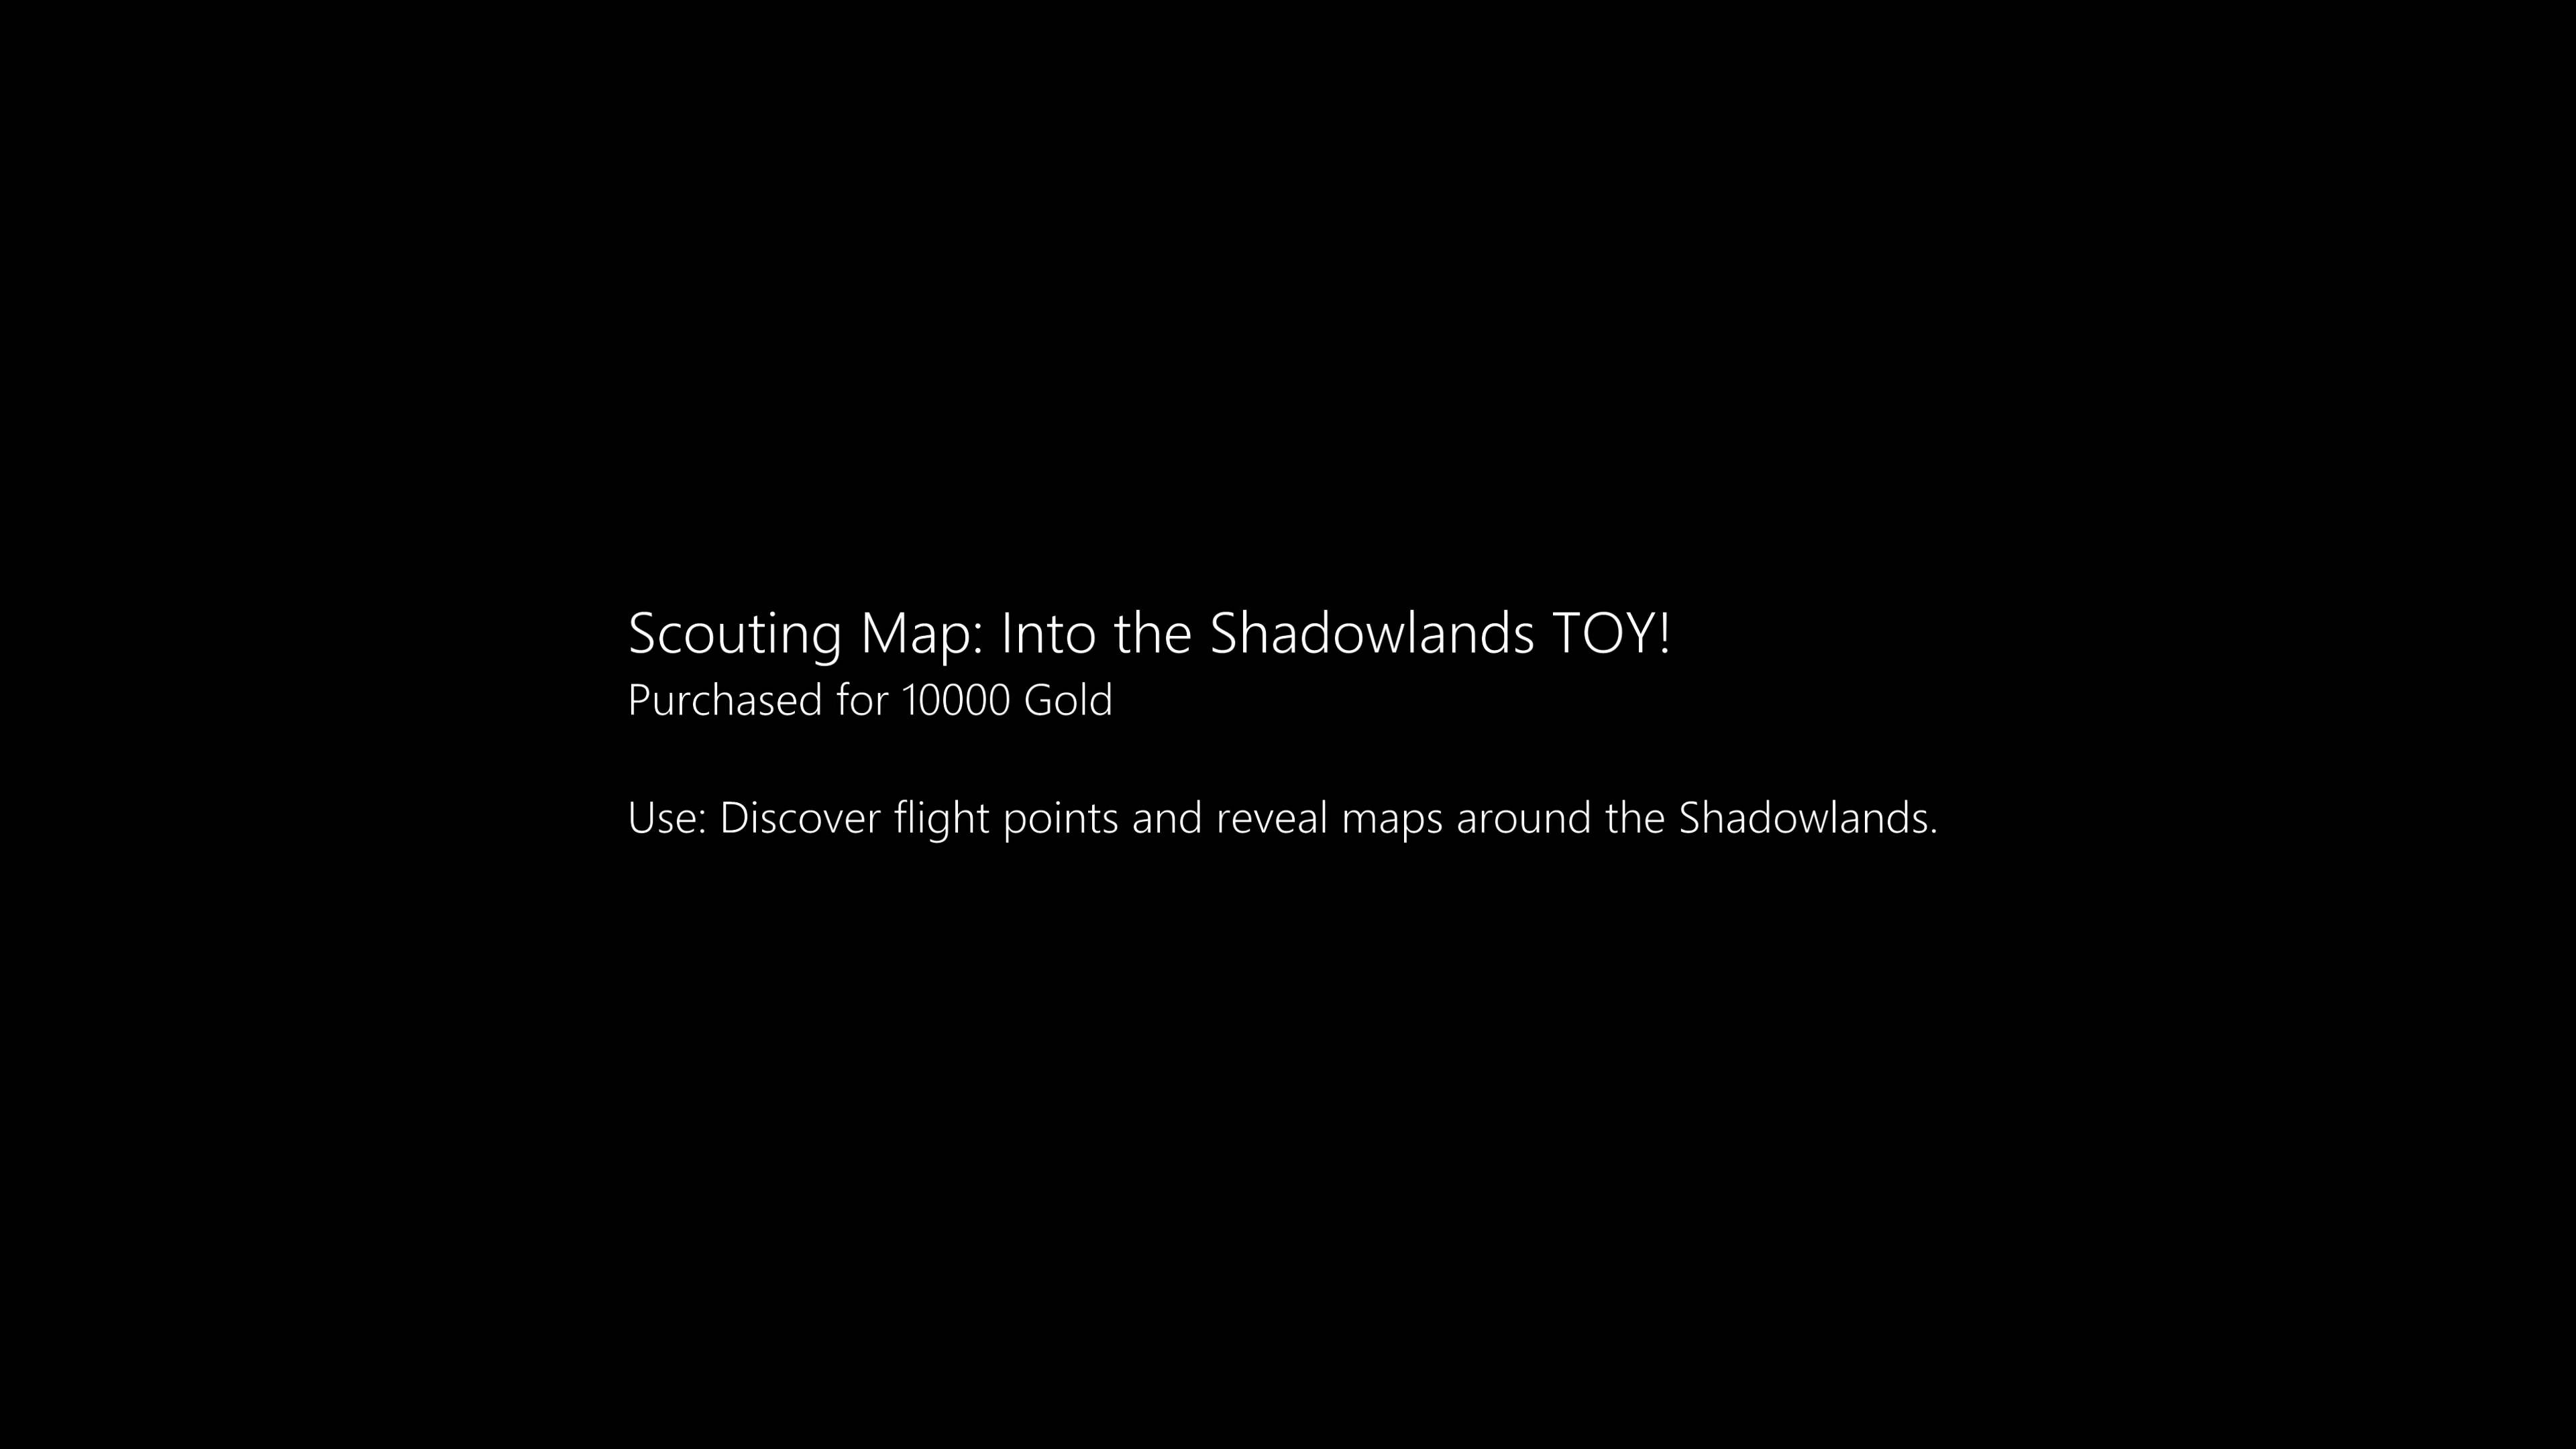 Scouting Map: Into the Shadowlands TOY!
Purchased for 10000 Gold
Use: Discover flight points and reveal maps around the Shadowlands.